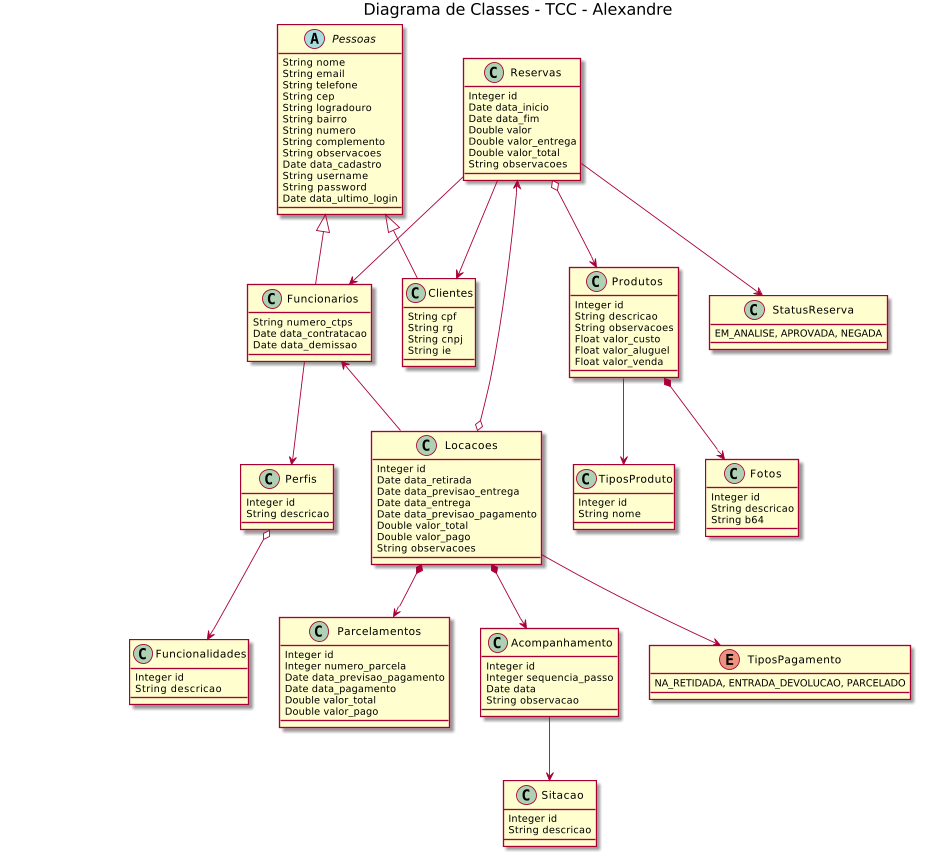 Diagrama de Classes - TCC - Alexandre
A Pessoas
String nome
String email
String telefone
String cep
String logradouro
String bairro
String numero
String complemento
String observacoes
Date data_cadastro
String username
String password
Date data_ultimo_login
C Reservas
Integer id
Date data_inicio
Date data_fim
Double valor
Double valor_entrega
Double valor_total
String observacoes
C Funcionarios
String numero_ctps
Date data_contratacao
Date data_demissao
C Clientes
String cpf
String rg
String cnpj
String ie
C Produtos
Integer id
String descricao
String observacoes
Float valor_custo
Float valor_aluguel
Float valor_venda
C StatusReserva
EM_ANALISE, APROVADA, NEGADA
C Perfis
Integer id
String descricao
C Locacoes
Integer id
Date data_retirada
Date data_previsao_entrega
Date data_entrega
Date data_previsao_pagamento
Double valor_total
Double valor_pago
String observacoes
C TiposProduto
Integer id
String nome
C Fotos
Integer id
String descricao
String b64
C Funcionalidades
Integer id
String descricao
C Parcelamentos
Integer id
Integer numero_parcela
Date data_previsao_pagamento
Date data_pagamento
Double valor_total
Double valor_pago
C Acompanhamento
Integer id
Integer sequencia_passo
Date data
String observacao
E TiposPagamento
NA_RETIDADA, ENTRADA_DEVOLUCAO, PARCELADO
C Sitacao
Integer id
String descricao